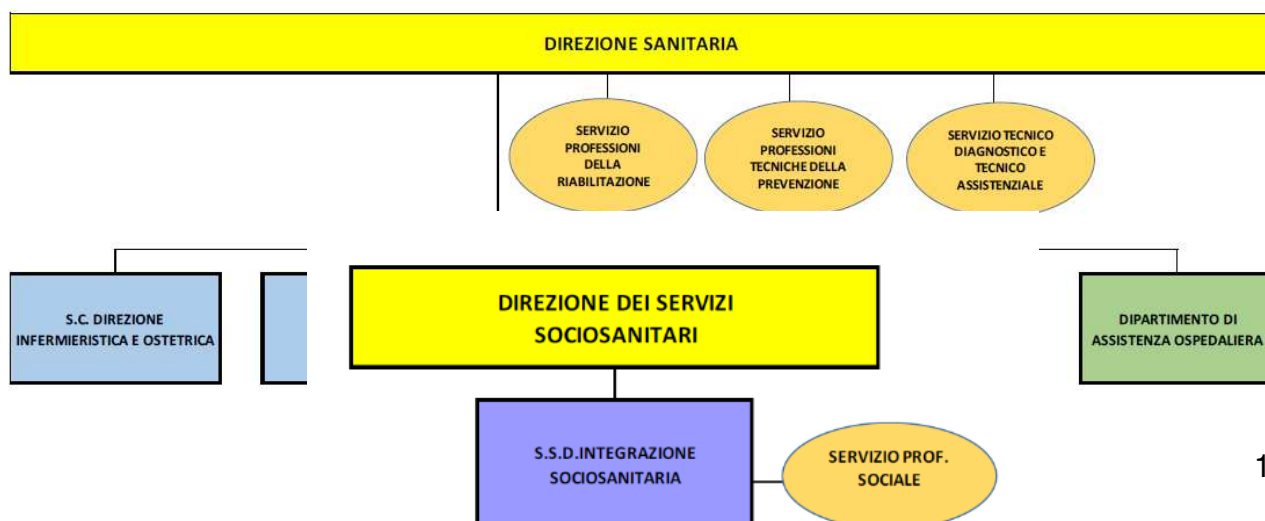 DIREZIONE SANITARIA
SERVIZIO
PROFESSIONI
DELLA
RIABILITAZIONE
SERVIZIO
PROFESSIONI
TECNICHE DELLA
PREVENZIONE
SERVIZIO TECNICO
DIAGNOSTICO E
TECNICO
ASSISTENZIALE
S.C. DIREZIONE
INFERMIERISTICA E OSTETRICA
DIREZIONE DEI SERVIZI
SOCIOSANITARI
DIPARTIMENTO DI
ASSISTENZA OSPEDALIERA
S.S.D.INTEGRAZIONE
SOCIOSANITARIA
SERVIZIO PROF.
SOCIALE
1